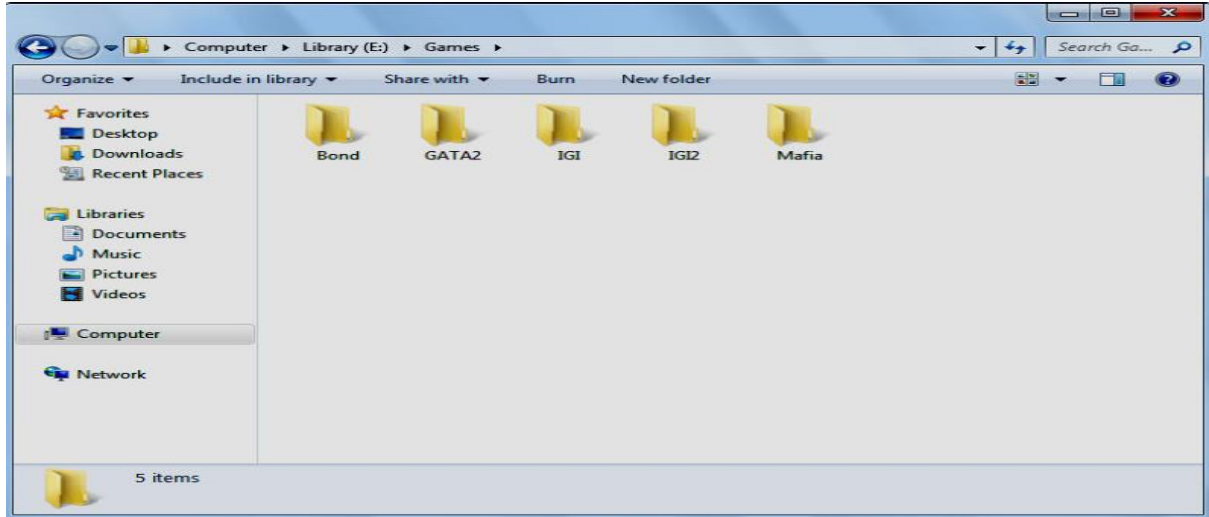 Computer Library (E:) Games Search Ga...
Organize Include in library Share with Burn New folder
Favorites
Desktop
Downloads
Recent Places
Libraries
Documents
Music
Pictures
Videos
Computer
Network
Bond GATA2 IGI IGI2 Mafia
5 items